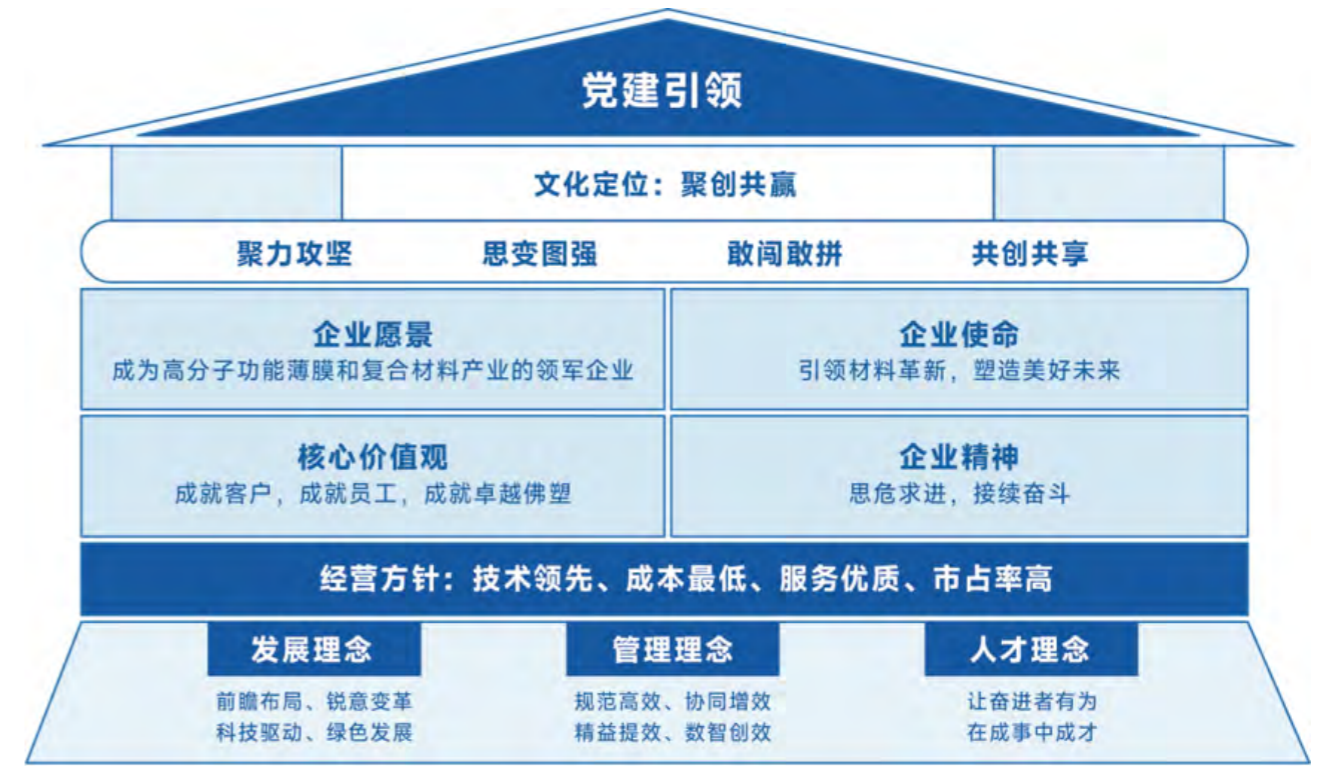 党建引领
文化定位：聚创共赢
聚力攻坚 思变图强 敢闯敢拼 共创共享
企业愿景
成为高分子功能薄膜和复合材料产业的领军企业
企业使命
引领材料革新，塑造美好未来
核心价值观
成就客户，成就员工，成就卓越佛塑
企业精神
思危求进，接续奋斗
经营方针：技术领先、成本最低、服务优质、市占率高
发展理念
前瞻布局、锐意变革
科技驱动、绿色发展
管理理念
规范高效、协同增效
精益提效、数智创效
人才理念
让奋进者有为
在成事中成才